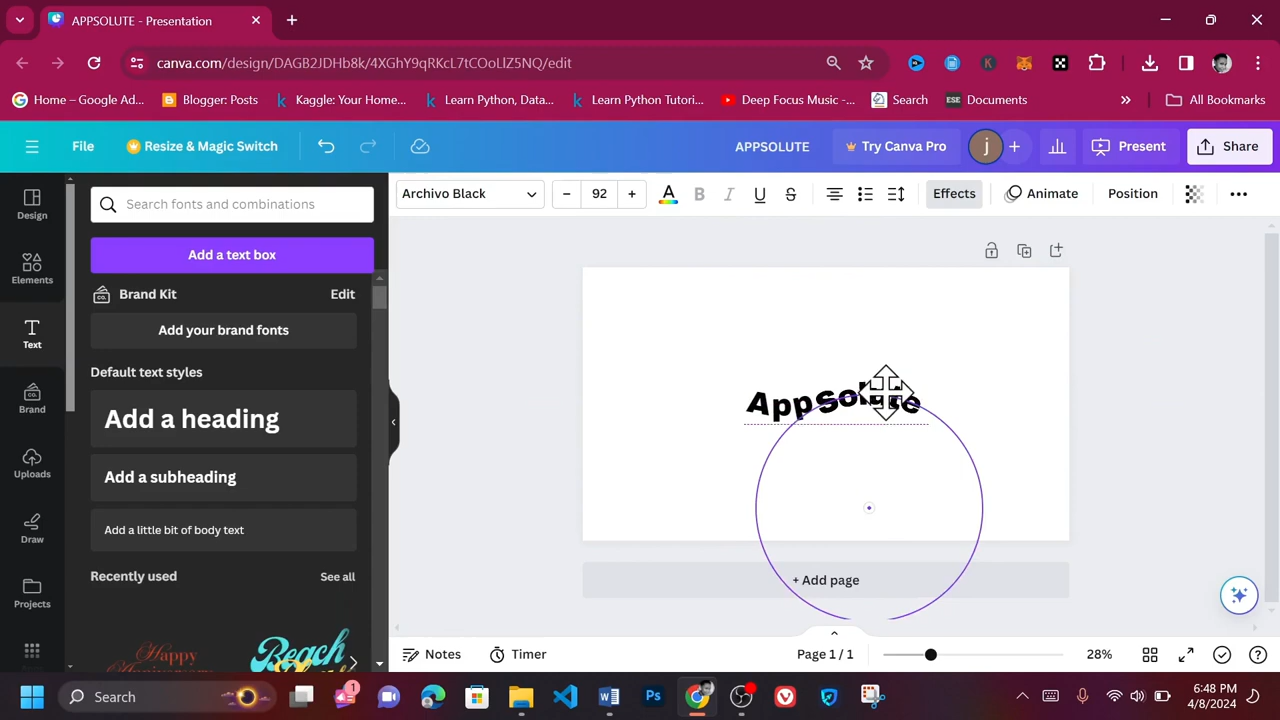 APPSOLUTE - Presentation
canva.com/design/DAGB2JDHb8k/4XGhY9qRKcL7tCOoLlZ5NQ/edit
Home – Google Ad...
Blogger: Posts
Kaggle: Your Home...
Learn Python, Data...
Learn Python Tutori...
Deep Focus Music -...
Search
Documents
All Bookmarks
File
Resize & Magic Switch
APPSOLUTE
Try Canva Pro
j
Present
Share
Design
Elements
Text
Brand
Uploads
Draw
Projects
Search fonts and combinations
Add a text box
Brand Kit
Edit
Add your brand fonts
Default text styles
Add a heading
Add a subheading
Add a little bit of body text
Recently used
See all
Happy
Beach
Archivo Black
92
Effects
Animate
Position
AppSolute
+ Add page
Notes
Timer
Page 1 / 1
28%
Search
1
6:48 PM
4/8/2024